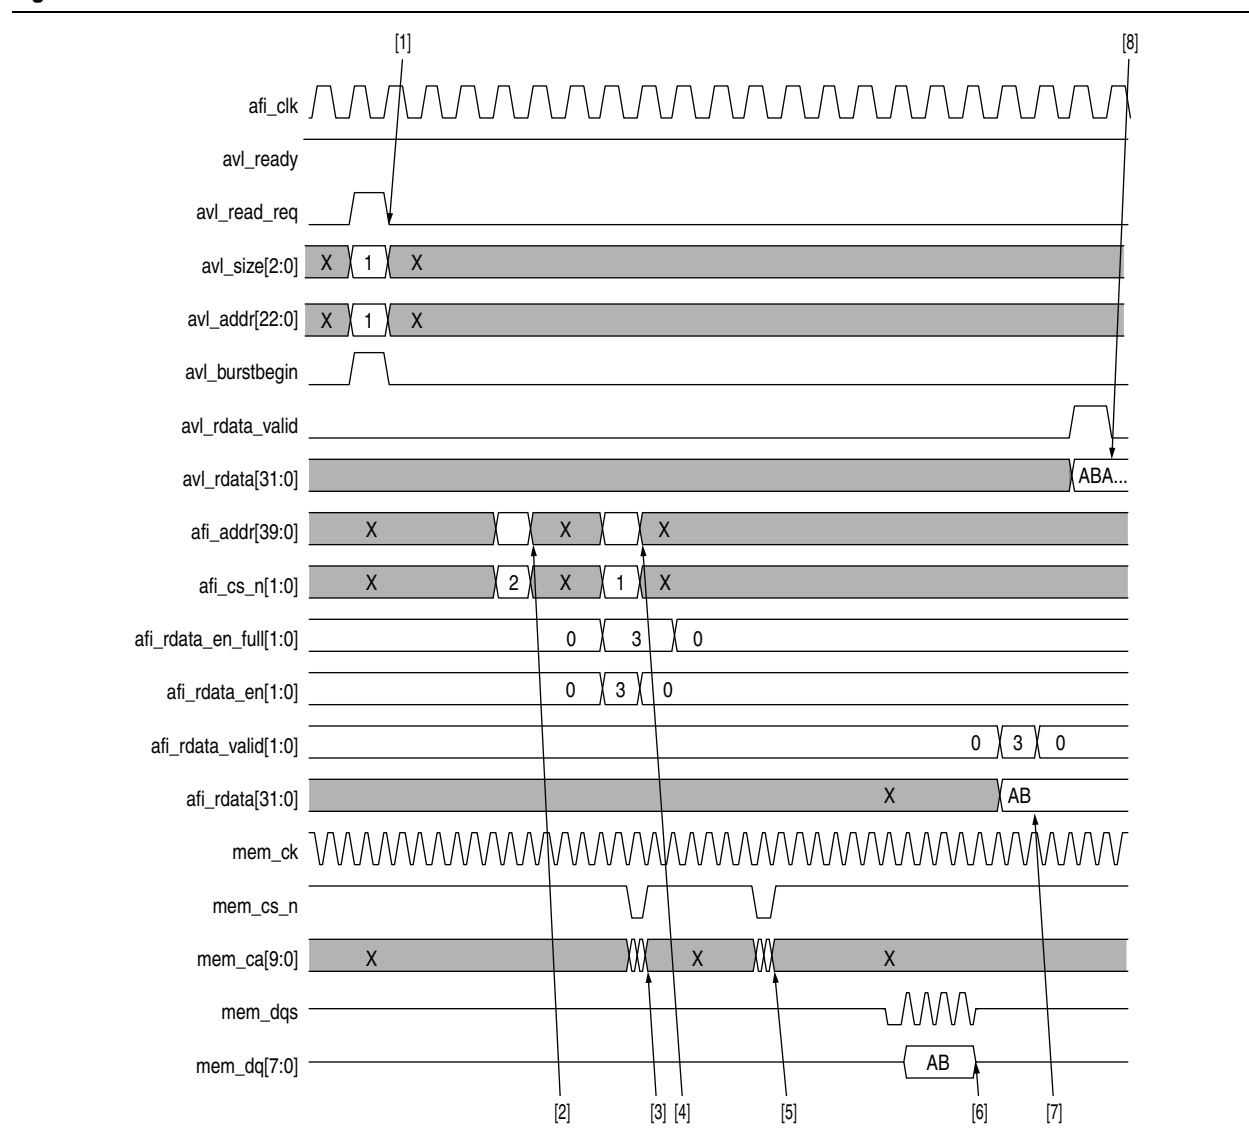 [1] [8]
afi_clk
avl_ready
avl_read_req
avl_size[2:0] X 1 X
avl_addr[22:0] X 1 X
avl_burstbegin
avl_rdata_valid
avl_rdata[31:0] ABA...
afi_addr[39:0] X X X
afi_cs_n[1:0] X 2 X 1 X
afi_rdata_en_full[1:0] 0 3 0
afi_rdata_en[1:0] 0 3 0
afi_rdata_valid[1:0] 0 3 0
afi_rdata[31:0] X AB
mem_ck
mem_cs_n
mem_ca[9:0] X X X
mem_dqs
mem_dq[7:0] AB
[2] [3] [4] [5] [6] [7]